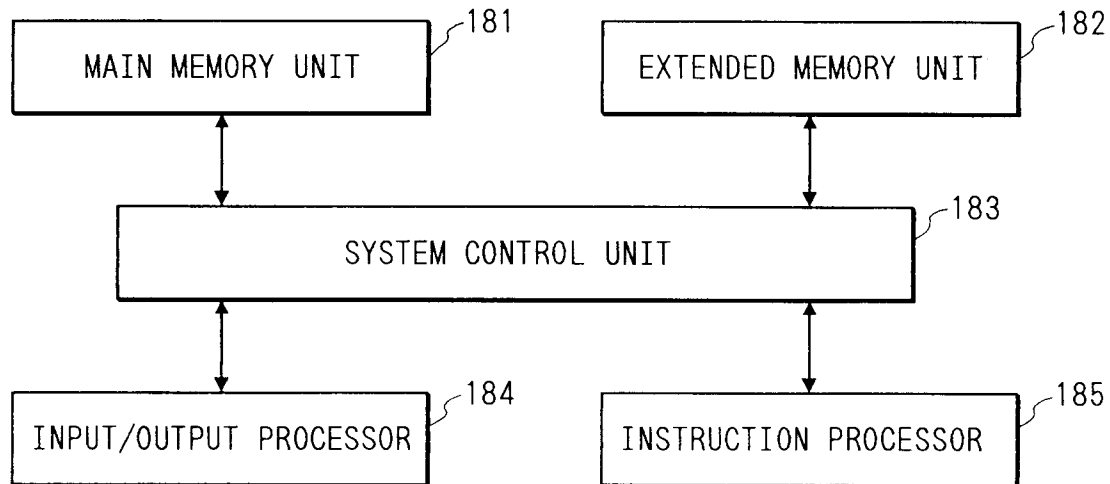 181
MAIN MEMORY UNIT
182
EXTENDED MEMORY UNIT
183
SYSTEM CONTROL UNIT
184
INPUT/OUTPUT PROCESSOR
185
INSTRUCTION PROCESSOR